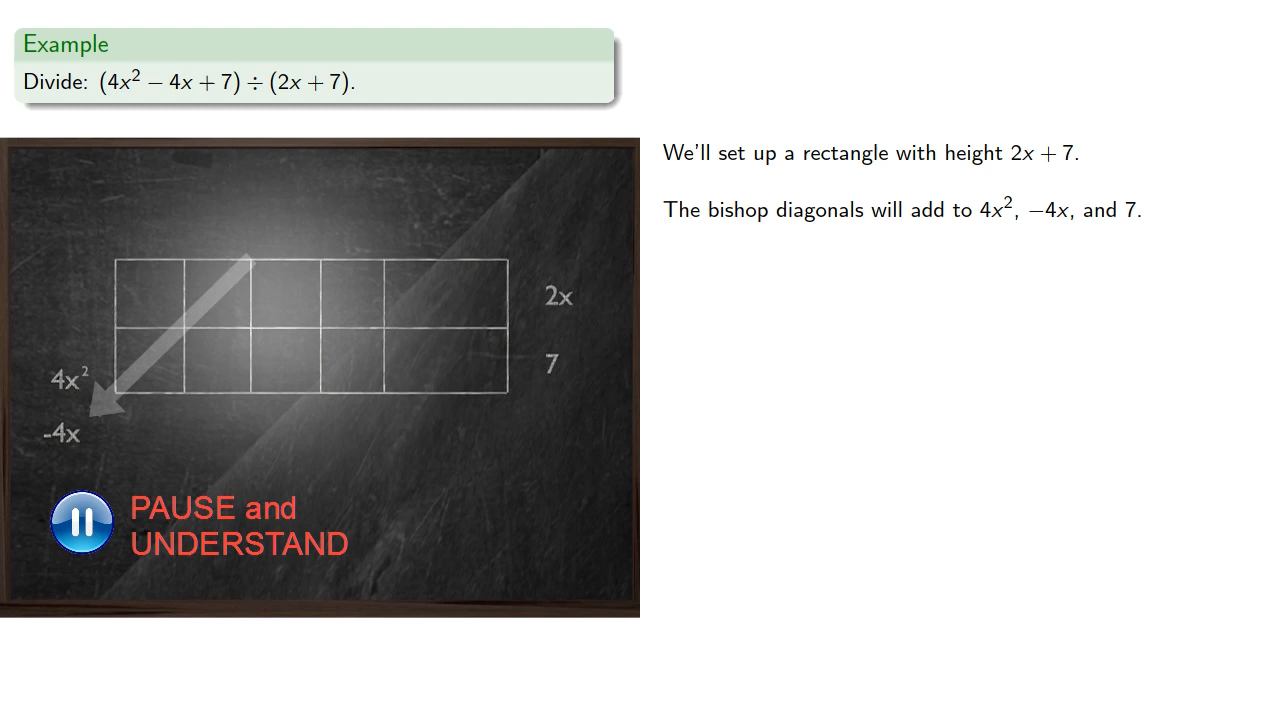 Example
Divide: (4x² − 4x + 7) ÷ (2x + 7).
We'll set up a rectangle with height 2x + 7.
The bishop diagonals will add to 4x², −4x, and 7.
2x
7
4x²
-4x
PAUSE and
UNDERSTAND